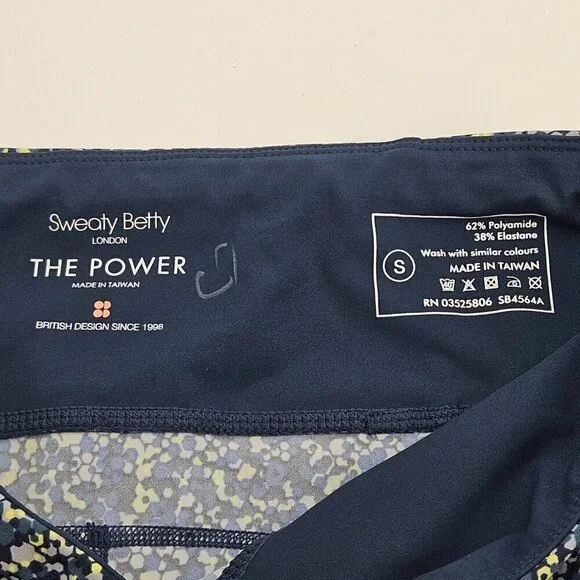 Sweaty Betty
LONDON
THE POWER
MADE IN TAIWAN
BRITISH DESIGN SINCE 1998
S
62% Polyamide
38% Elastane
Wash with similar colours
MADE IN TAIWAN
40
RN 03525806 SB4564A